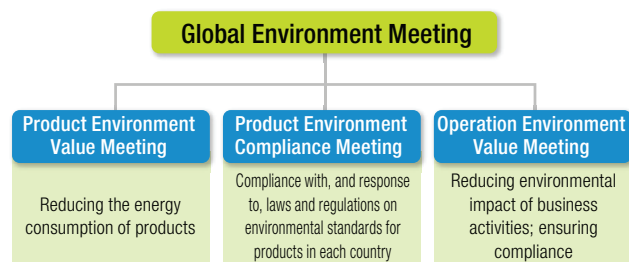 Global Environment Meeting
Product Environment
Value Meeting
Reducing the energy
consumption of products
Product Environment
Compliance Meeting
Compliance with, and response
to, laws and regulations on
environmental standards for
products in each country
Operation Environment
Value Meeting
Reducing environmental
impact of business
activities; ensuring
compliance